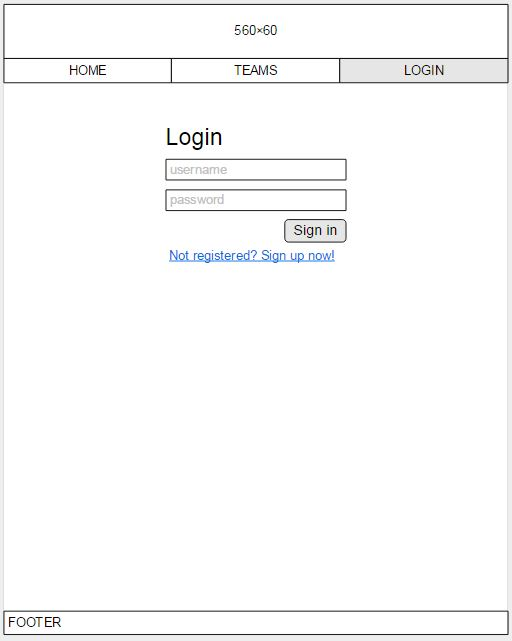 560×60
HOME TEAMS LOGIN
Login
username
password
Sign in
Not registered? Sign up now!
FOOTER